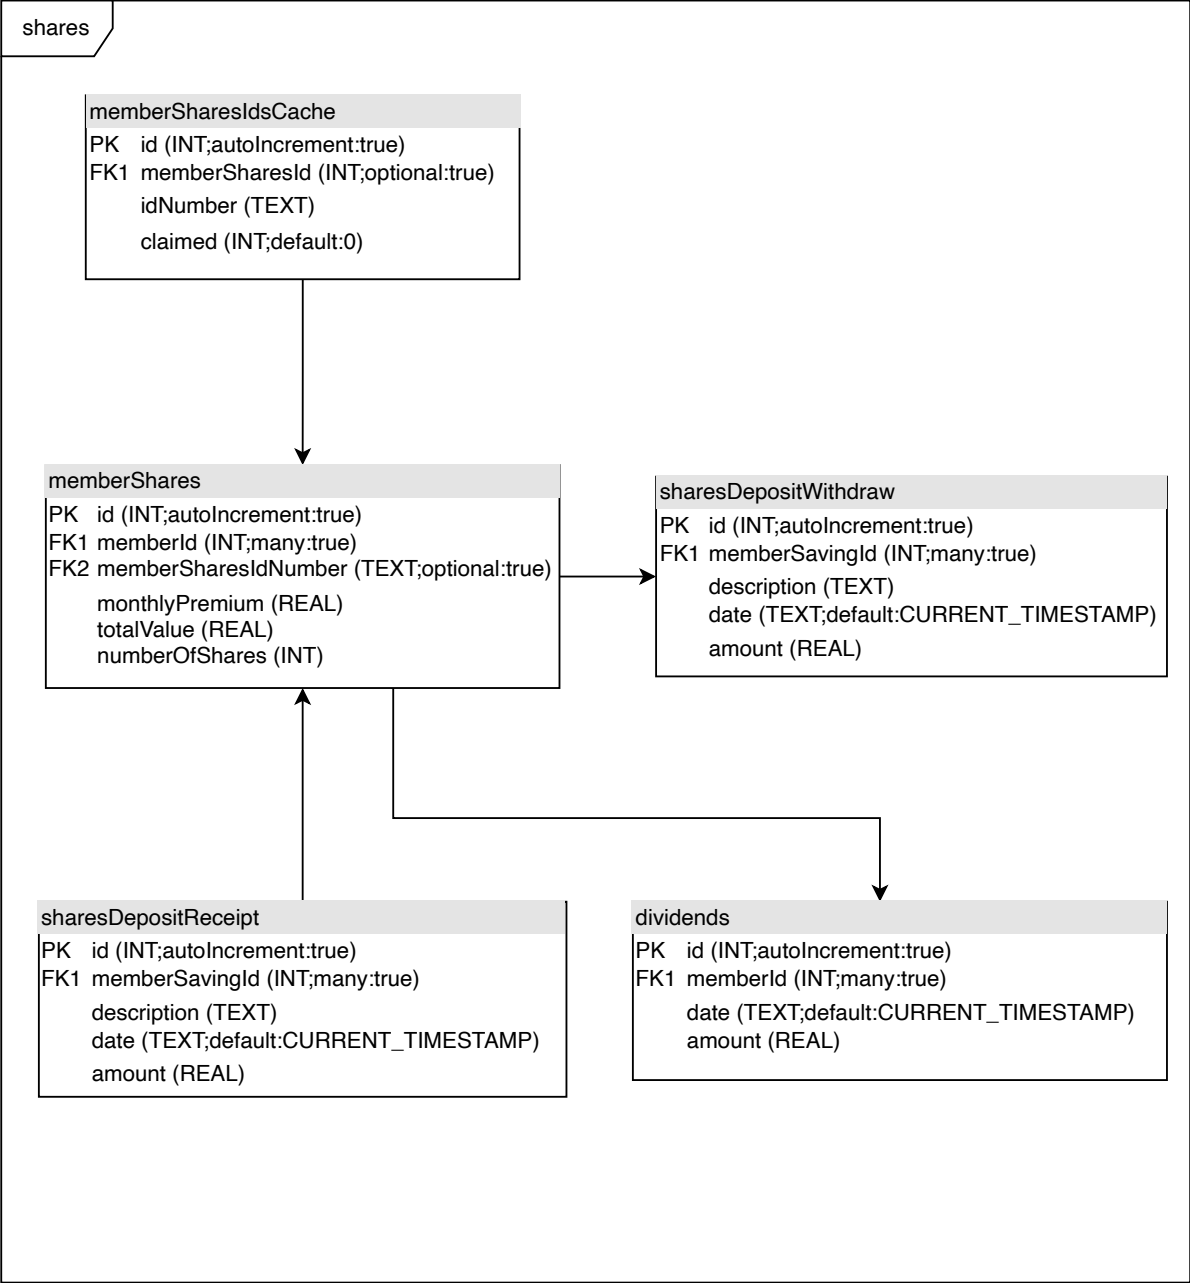 shares
memberSharesIdsCache
PK id (INT;autoIncrement:true)
FK1 memberSharesId (INT;optional:true)
idNumber (TEXT)
claimed (INT;default:0)
memberShares
PK id (INT;autoIncrement:true)
FK1 memberId (INT;many:true)
FK2 memberSharesIdNumber (TEXT;optional:true)
monthlyPremium (REAL)
totalValue (REAL)
numberOfShares (INT)
sharesDepositWithdraw
PK id (INT;autoIncrement:true)
FK1 memberSavingId (INT;many:true)
description (TEXT)
date (TEXT;default:CURRENT_TIMESTAMP)
amount (REAL)
sharesDepositReceipt
PK id (INT;autoIncrement:true)
FK1 memberSavingId (INT;many:true)
description (TEXT)
date (TEXT;default:CURRENT_TIMESTAMP)
amount (REAL)
dividends
PK id (INT;autoIncrement:true)
FK1 memberId (INT;many:true)
date (TEXT;default:CURRENT_TIMESTAMP)
amount (REAL)